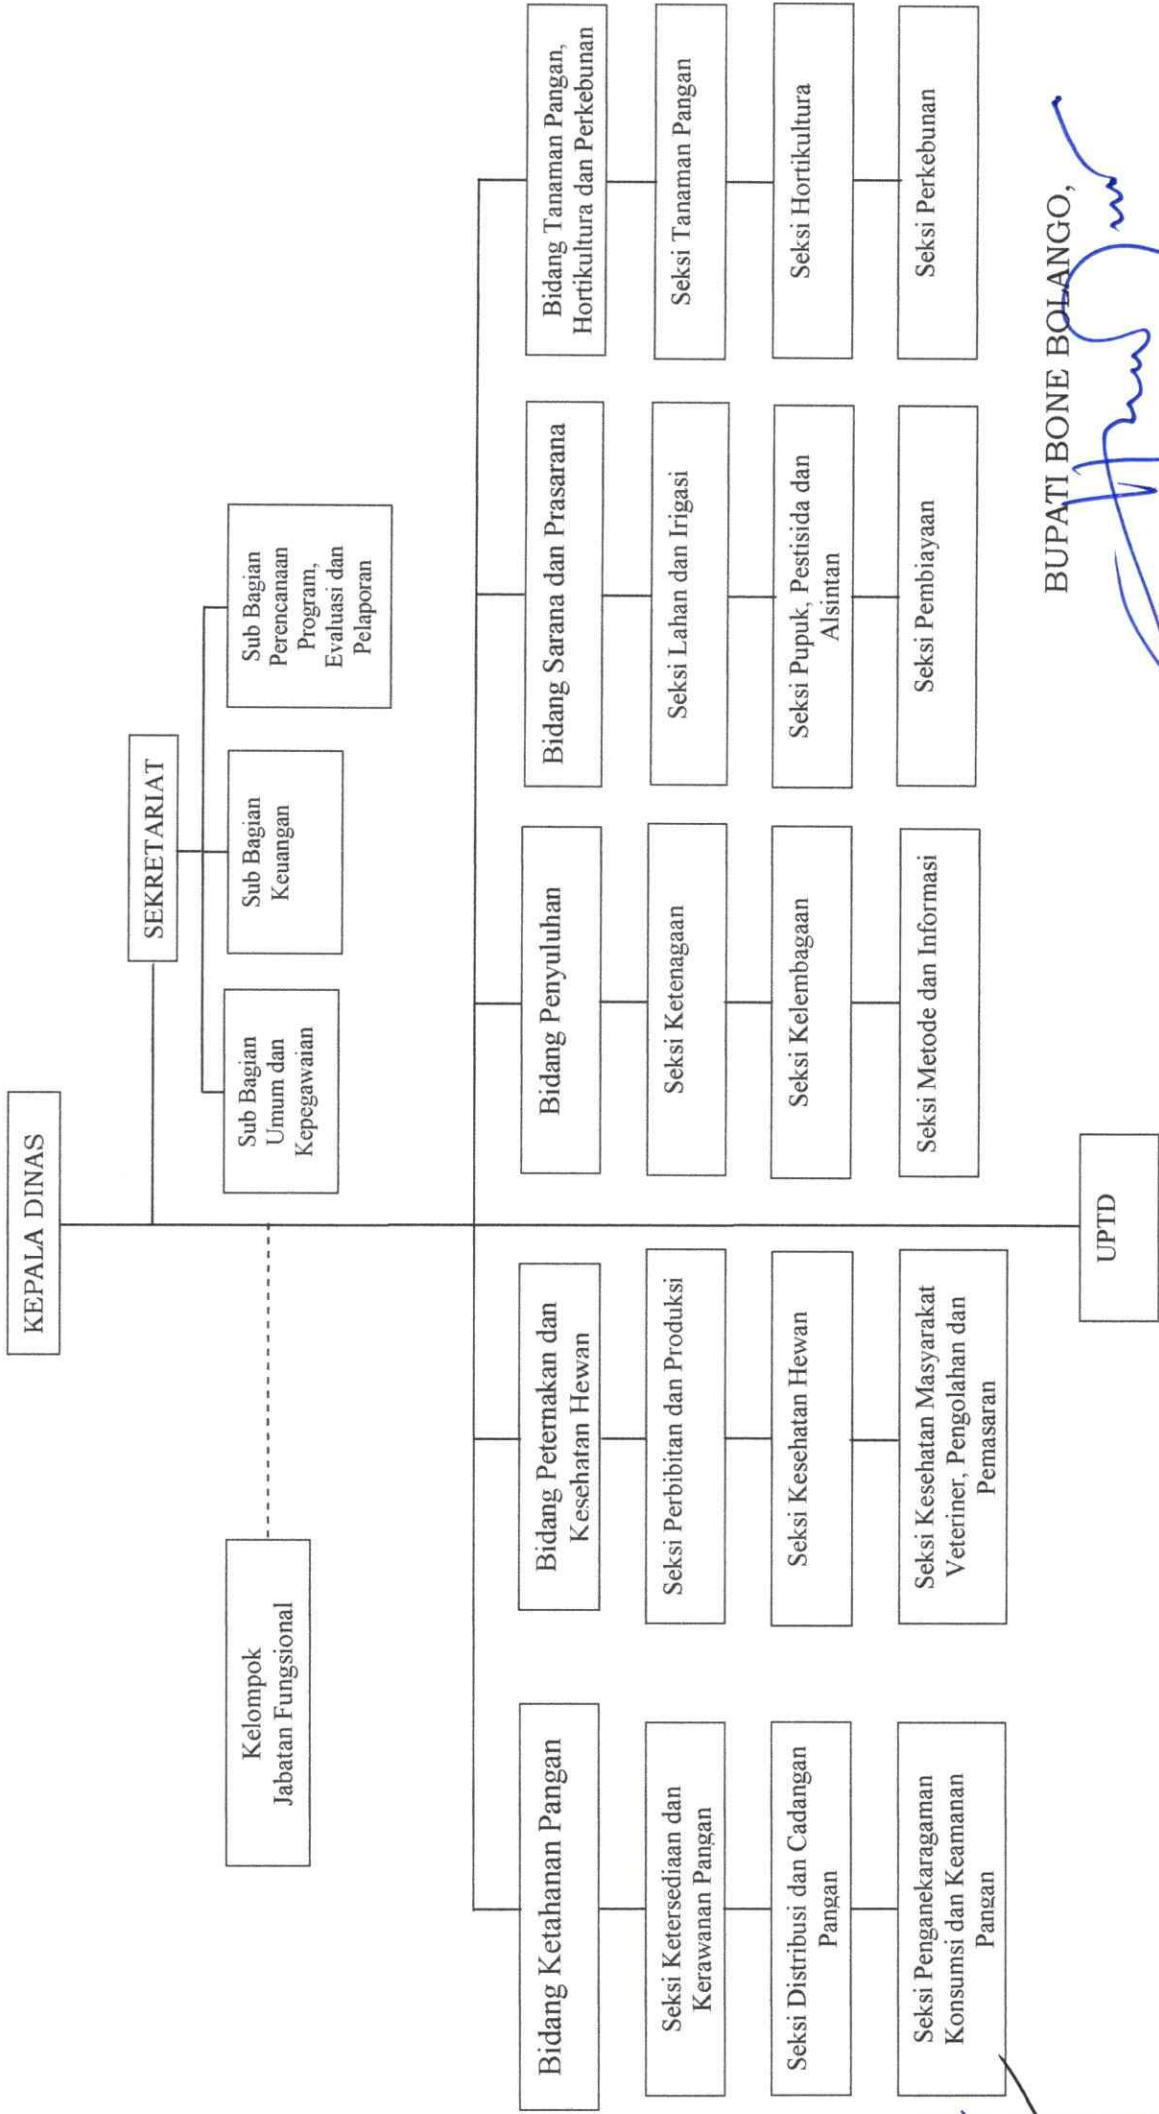 KEPALA DINAS
SEKRETARIAT
Kelompok
Jabatan Fungsional
Sub Bagian
Umum dan
Kepegawaian
Sub Bagian
Keuangan
Sub Bagian
Perencanaan
Program,
Evaluasi dan
Pelaporan
Bidang Ketahanan Pangan
Seksi Ketersediaan dan
Kerawanan Pangan
Seksi Distribusi dan Cadangan
Pangan
Seksi Penganekaragaman
Konsumsi dan Keamanan
Pangan
Bidang Peternakan dan
Kesehatan Hewan
Seksi Perbibitan dan Produksi
Seksi Kesehatan Hewan
Seksi Kesehatan Masyarakat
Veteriner, Pengolahan dan
Pemasaran
Bidang Penyuluhan
Seksi Ketenagaan
Seksi Kelembagaan
Seksi Metode dan Informasi
Bidang Sarana dan Prasarana
Seksi Lahan dan Irigasi
Seksi Pupuk, Pestisida dan
Alsintan
Seksi Pembiayaan
Bidang Tanaman Pangan,
Hortikultura dan Perkebunan
Seksi Tanaman Pangan
Seksi Hortikultura
Seksi Perkebunan
UPTD
BUPATI BONE BOLANGO,